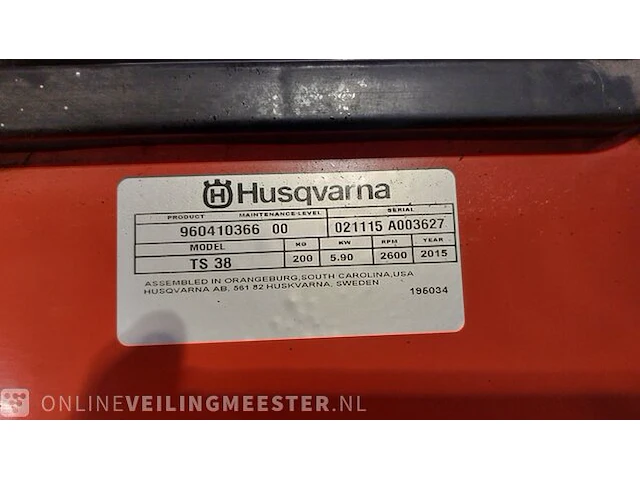 Husqvarna
PRODUCT MAINTENANCE-LEVEL SERIAL
960410366 00 021115 A003627
MODEL KG KW RPM YEAR
TS 38 200 5.90 2600 2015
ASSEMBLED IN ORANGEBURG,SOUTH CAROLINA,USA
HUSQVARNA AB, 561 82 HUSKVARNA, SWEDEN 195034
ONLINEVEILINGMEESTER.NL